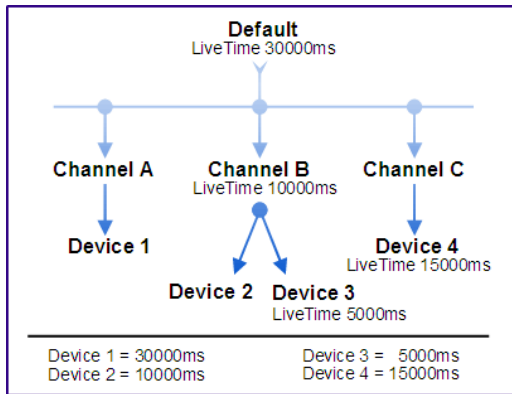 Default
LiveTime 30000ms
Channel A
Channel B
LiveTime 10000ms
Channel C
Device 1
Device 2
Device 3
LiveTime 5000ms
Device 4
LiveTime 15000ms
Device 1 = 30000ms
Device 2 = 10000ms
Device 3 = 5000ms
Device 4 = 15000ms